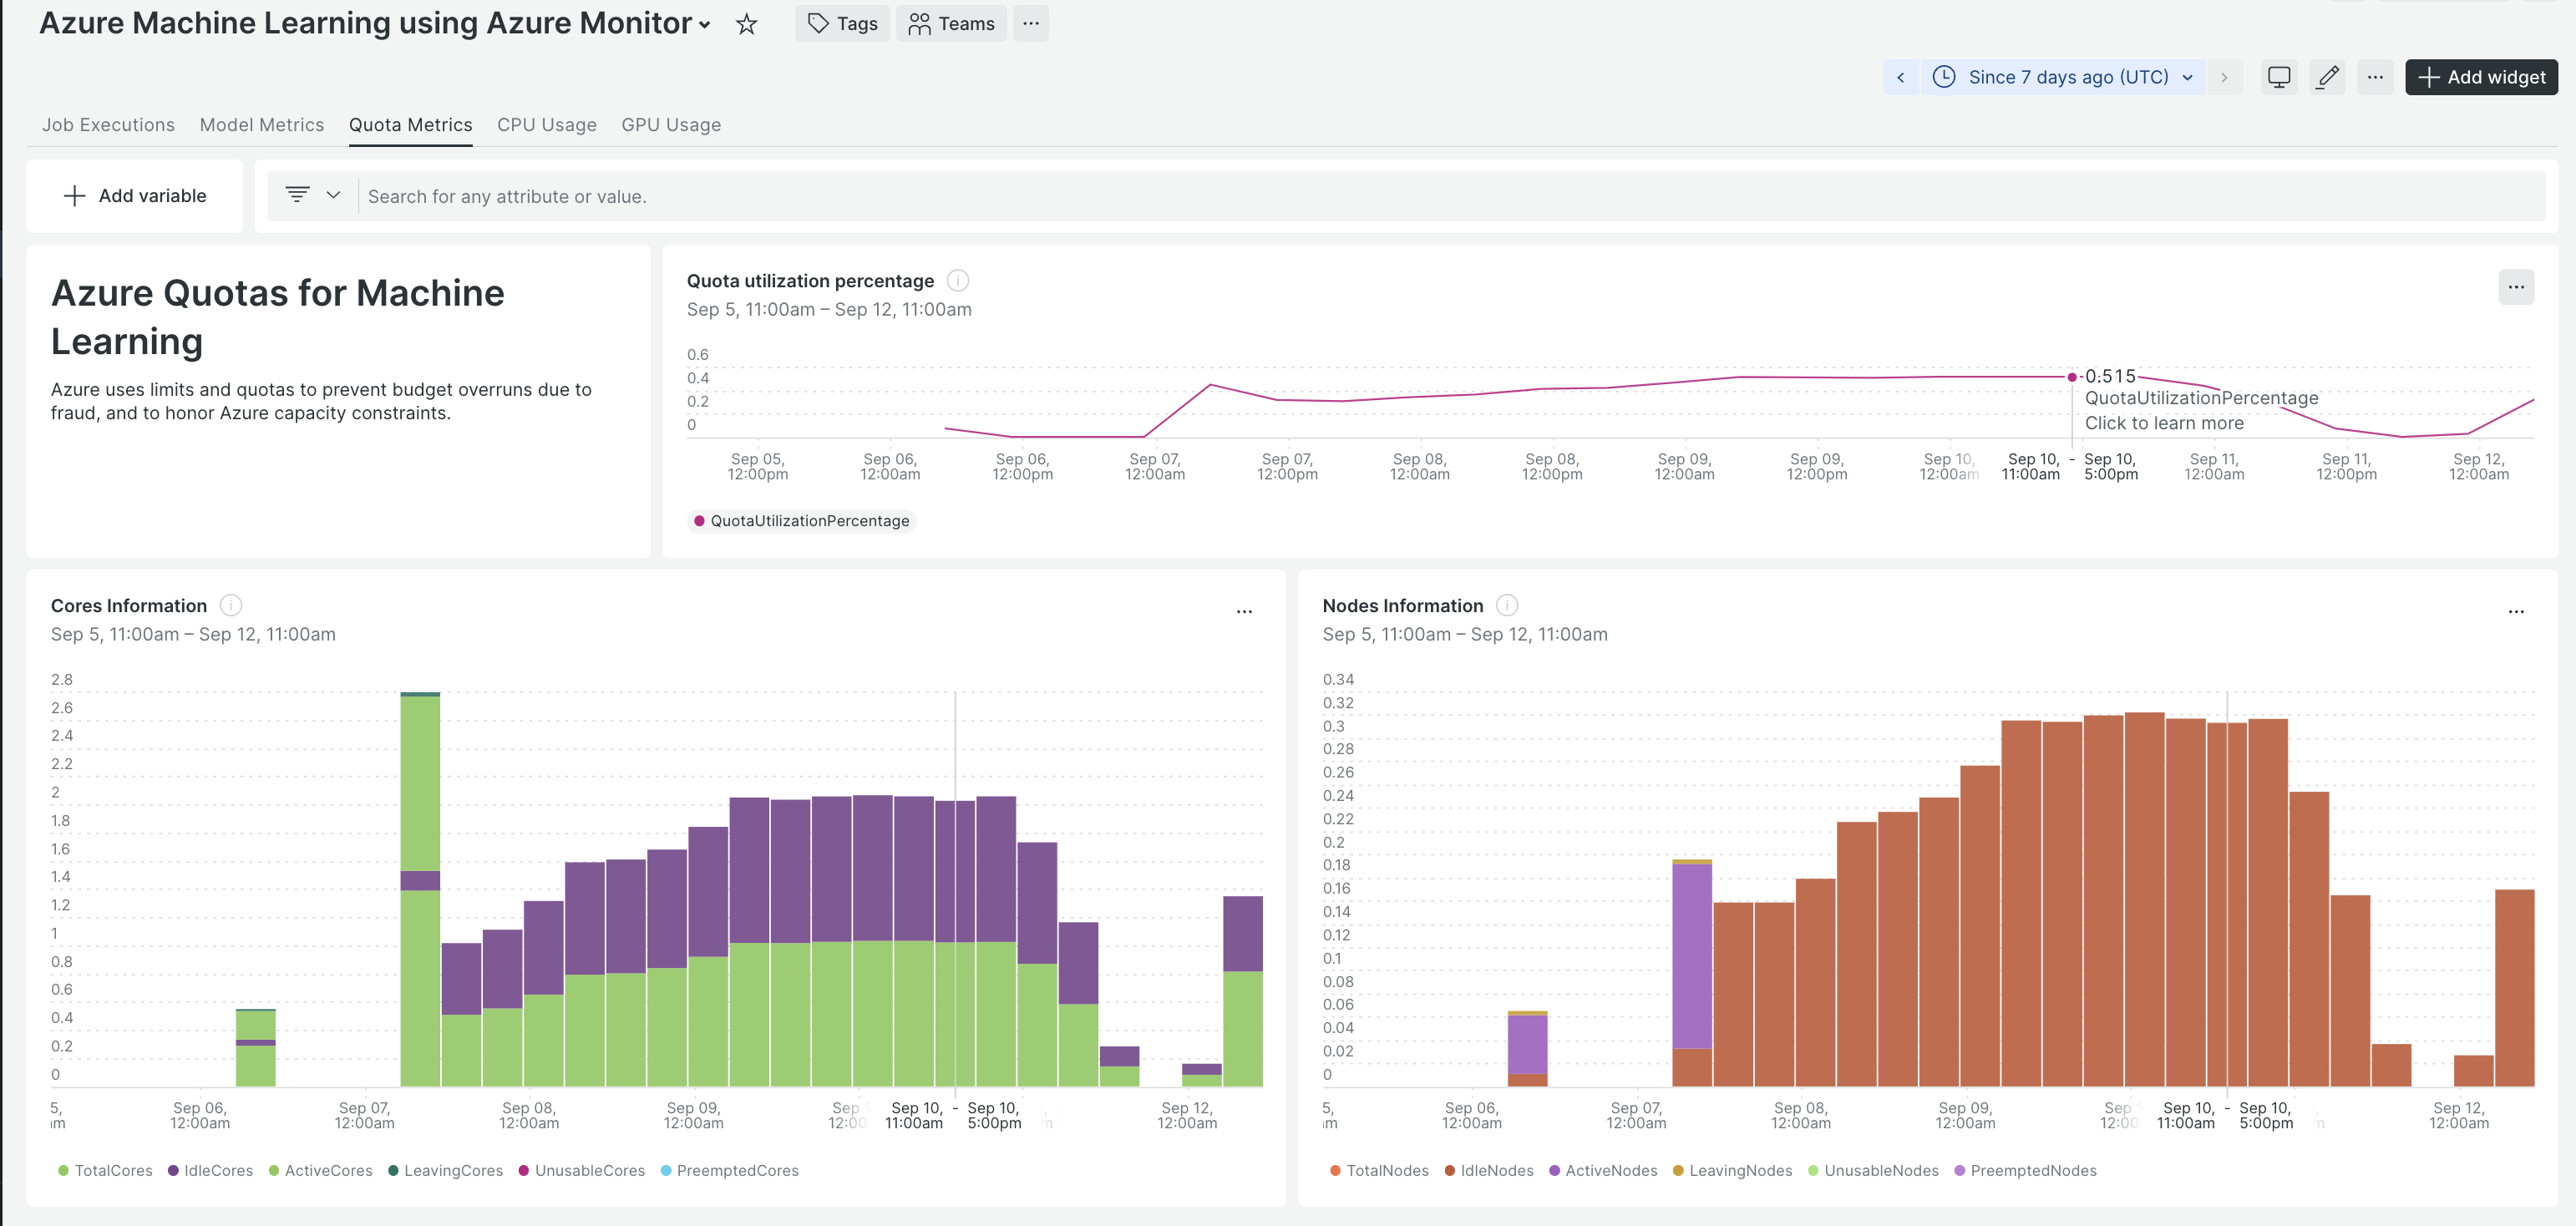 Azure Machine Learning using Azure Monitor
Tags
Teams
Since 7 days ago (UTC)
Add widget
Job Executions
Model Metrics
Quota Metrics
CPU Usage
GPU Usage
Add variable
Search for any attribute or value.
Azure Quotas for Machine
Learning
Azure uses limits and quotas to prevent budget overruns due to
fraud, and to honor Azure capacity constraints.
Quota utilization percentage
Sep 5, 11:00am – Sep 12, 11:00am
0.6
0.4
0.2
0
0.515
QuotaUtilizationPercentage
Click to learn more
Sep 05,
12:00pm
Sep 06,
12:00am
Sep 06,
12:00pm
Sep 07,
12:00am
Sep 07,
12:00pm
Sep 08,
12:00am
Sep 08,
12:00pm
Sep 09,
12:00am
Sep 09,
12:00pm
Sep 10,
12:00am
Sep 10, - Sep 10,
11:00am 5:00pm
Sep 11,
12:00am
Sep 11,
12:00pm
Sep 12,
12:00am
QuotaUtilizationPercentage
Cores Information
Sep 5, 11:00am – Sep 12, 11:00am
2.8
2.6
2.4
2.2
2
1.8
1.6
1.4
1.2
1
0.8
0.6
0.4
0.2
0
5,
Sep 06,
12:00am
Sep 07,
12:00am
Sep 08,
12:00am
Sep 09,
12:00am
Sep
12:00
Sep 10, - Sep 10,
11:00am 5:00pm
Sep 12,
12:00am
TotalCores
IdleCores
ActiveCores
LeavingCores
UnusableCores
PreemptedCores
Nodes Information
Sep 5, 11:00am – Sep 12, 11:00am
0.34
0.32
0.3
0.28
0.26
0.24
0.22
0.2
0.18
0.16
0.14
0.12
0.1
0.08
0.06
0.04
0.02
0
5,
Sep 06,
12:00am
Sep 07,
12:00am
Sep 08,
12:00am
Sep 09,
12:00am
Sep
Sep 10, - Sep 10,
11:00am 5:00pm
Sep 12,
12:00am
TotalNodes
IdleNodes
ActiveNodes
LeavingNodes
UnusableNodes
PreemptedNodes